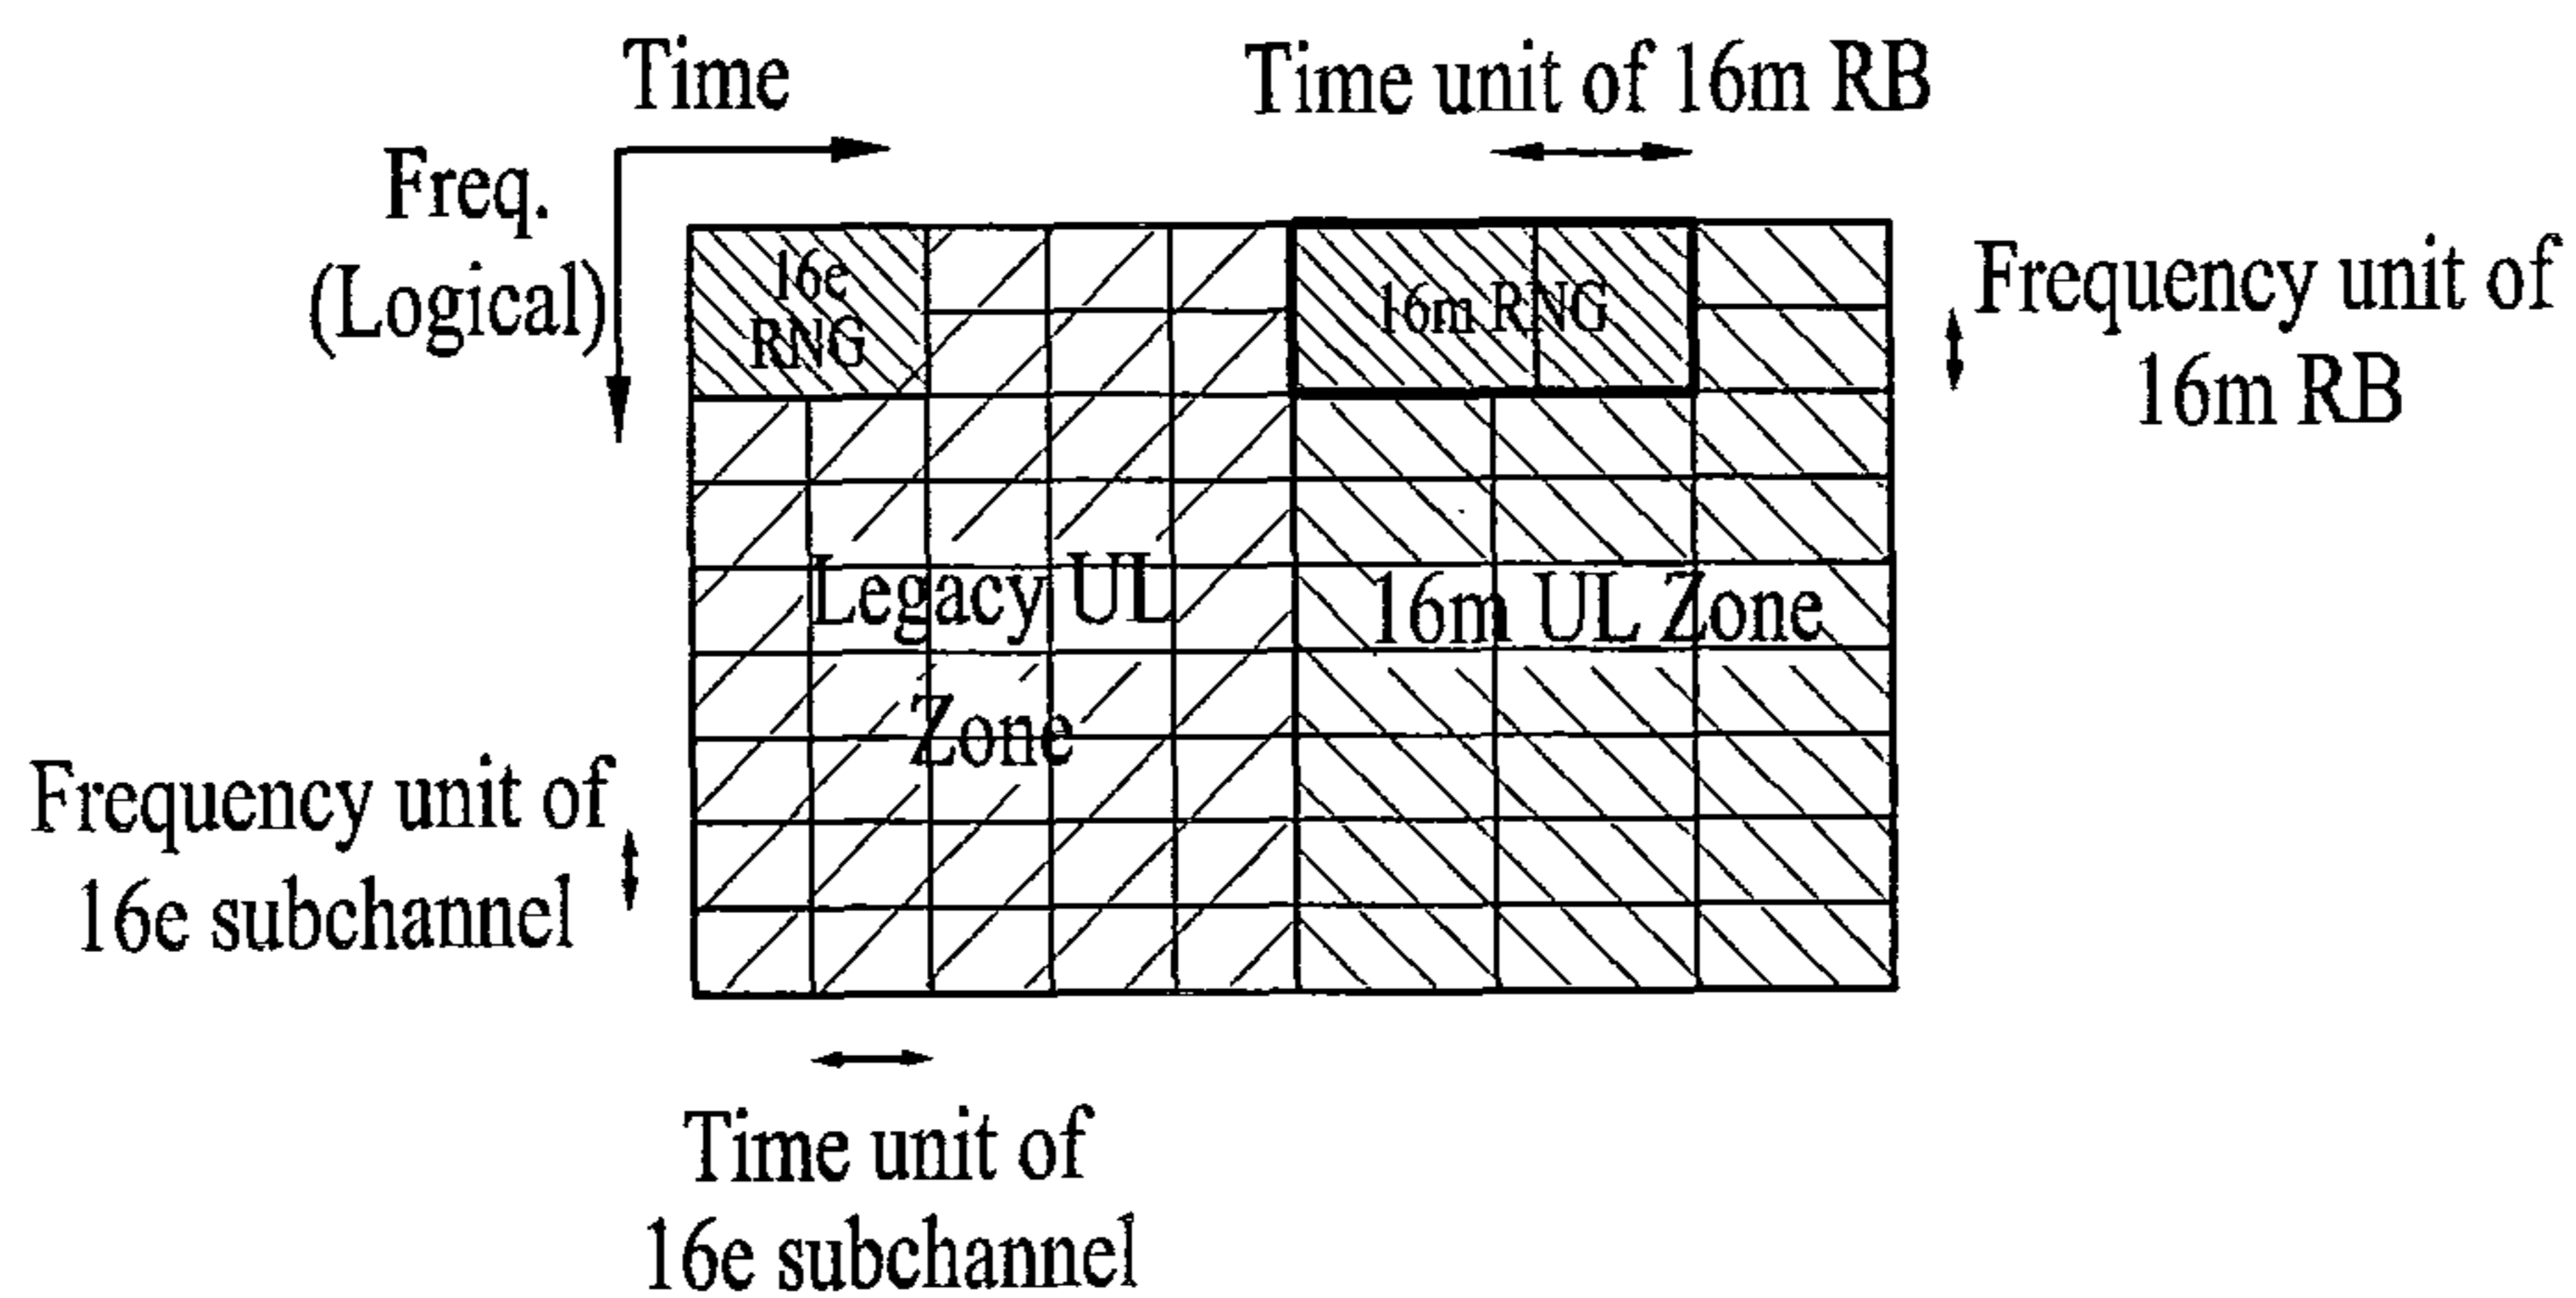 Time
Time unit of 16m RB
Freq.
(Logical)
16e
RNG
16m RNG
Frequency unit of
16m RB
Legacy UL
Zone
16m UL Zone
Frequency unit of
16e subchannel
Time unit of
16e subchannel